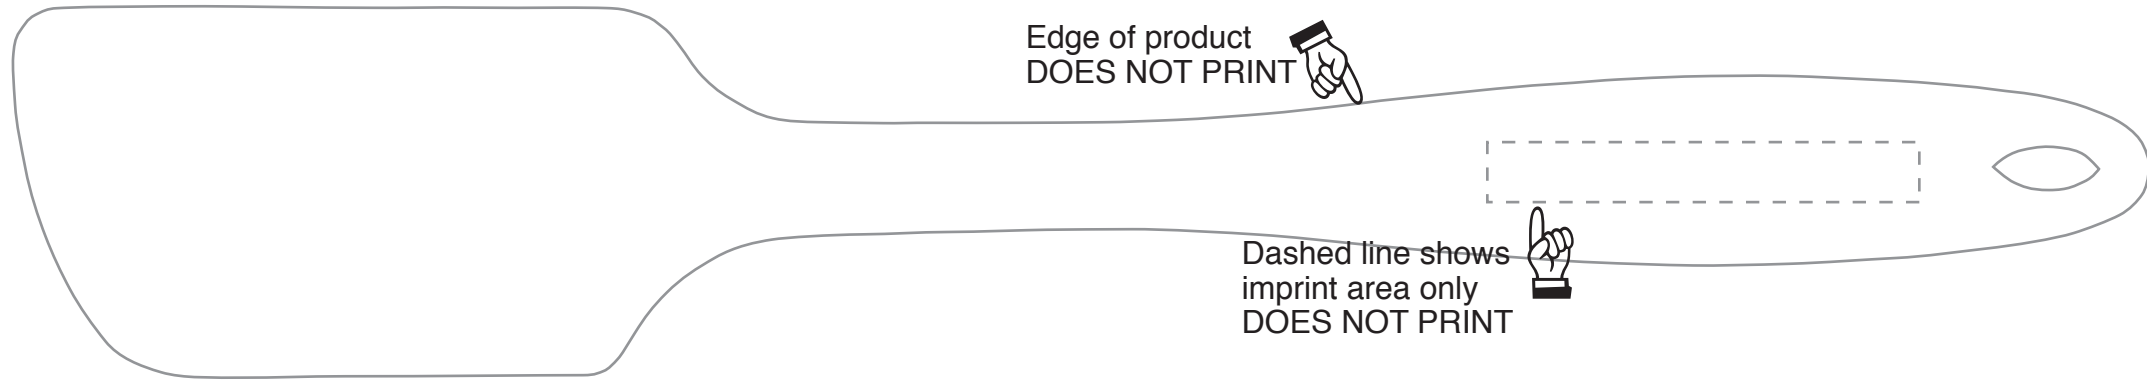 Edge of product
DOES NOT PRINT
Dashed line shows
imprint area only
DOES NOT PRINT